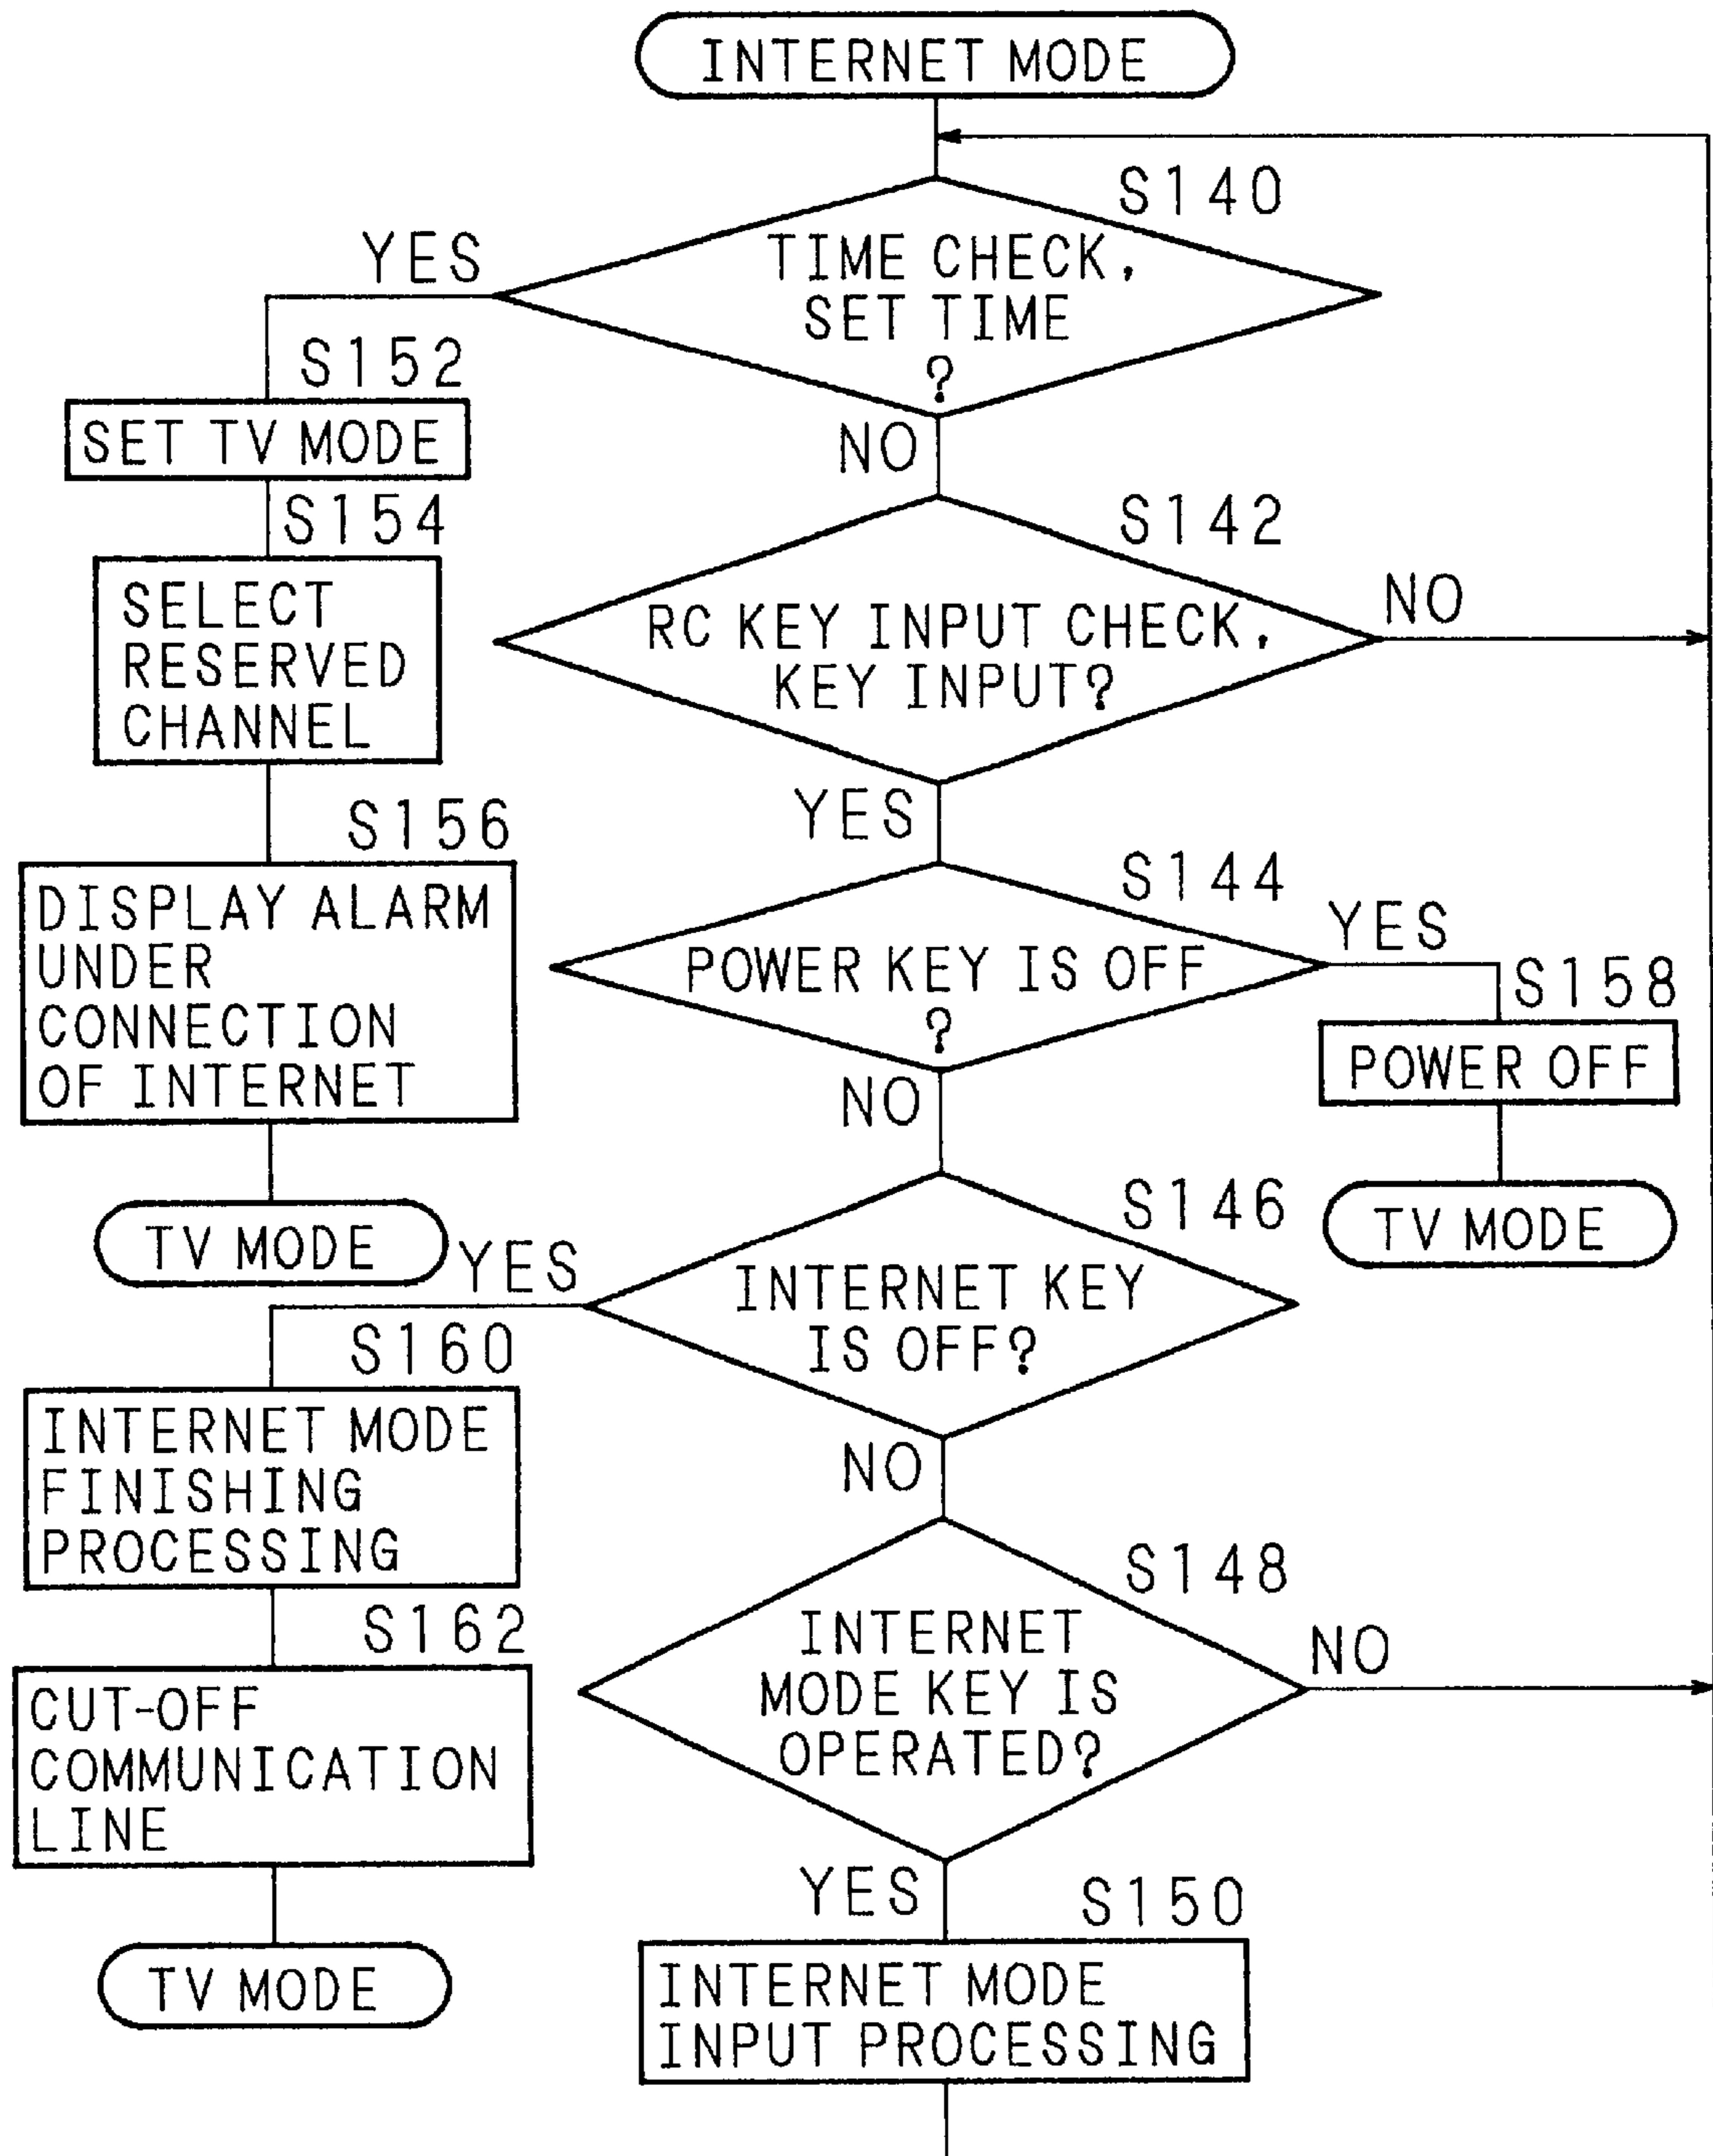 INTERNET MODE
S140
YES
TIME CHECK,
SET TIME
?
S152
SET TV MODE
NO
S154
S142
SELECT
RESERVED
CHANNEL
RC KEY INPUT CHECK,
KEY INPUT?
NO
YES
S156
S144
DISPLAY ALARM
UNDER
CONNECTION
OF INTERNET
POWER KEY IS OFF
?
YES
S158
POWER OFF
NO
TV MODE
S146
TV MODE
YES
INTERNET KEY
IS OFF?
S160
INTERNET MODE
FINISHING
PROCESSING
NO
S148
S162
INTERNET
MODE KEY IS
OPERATED?
NO
CUT-OFF
COMMUNICATION
LINE
YES
S150
TV MODE
INTERNET MODE
INPUT PROCESSING